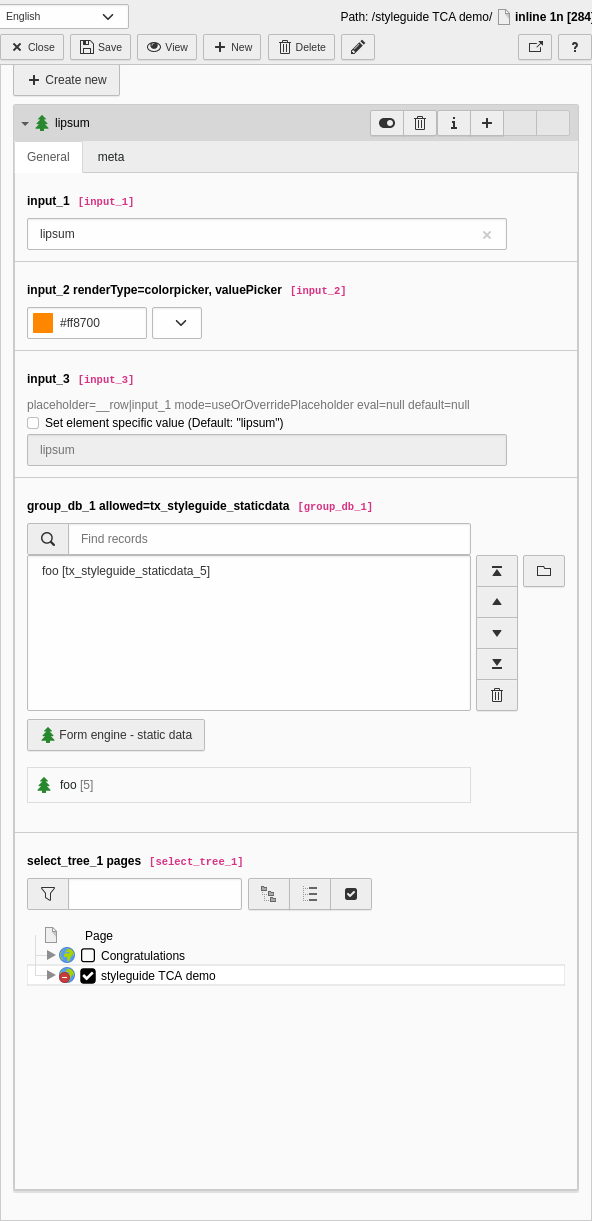 English
Path: /styleguide TCA demo/ inline 1n [284]
Close Save View New Delete ?
Create new
lipsum
General meta
input_1 [input_1]
lipsum
input_2 renderType=colorpicker, valuePicker [input_2]
#ff8700
input_3 [input_3]
placeholder=__row|input_1 mode=useOrOverridePlaceholder eval=null default=null
Set element specific value (Default: "lipsum")
lipsum
group_db_1 allowed=tx_styleguide_staticdata [group_db_1]
Find records
foo [tx_styleguide_staticdata_5]
Form engine - static data
foo [5]
select_tree_1 pages [select_tree_1]
Page
Congratulations
styleguide TCA demo